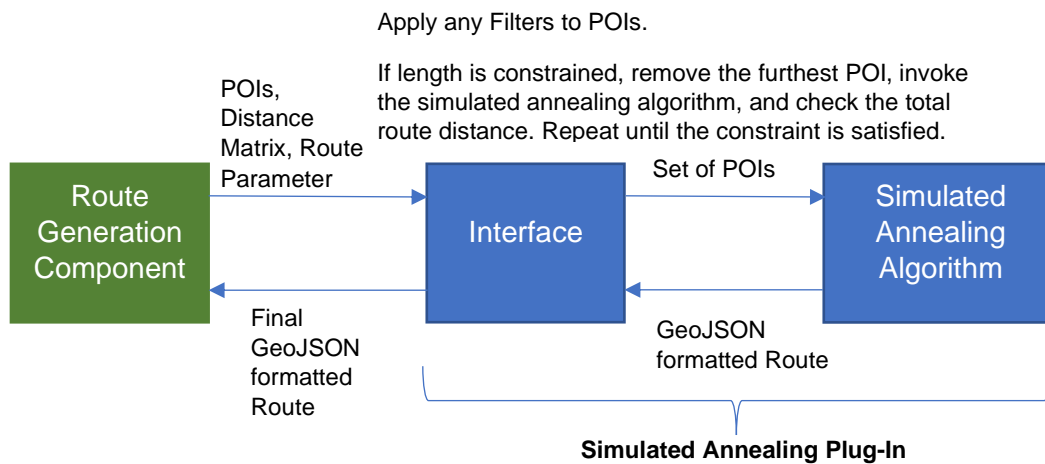 Apply any Filters to POIs.
If length is constrained, remove the furthest POI, invoke
the simulated annealing algorithm, and check the total
route distance. Repeat until the constraint is satisfied.
POIs,
Distance
Matrix, Route
Parameter
Set of POIs
Route
Generation
Component
Interface
Simulated
Annealing
Algorithm
Final
GeoJSON
formatted
Route
GeoJSON
formatted Route
Simulated Annealing Plug-In